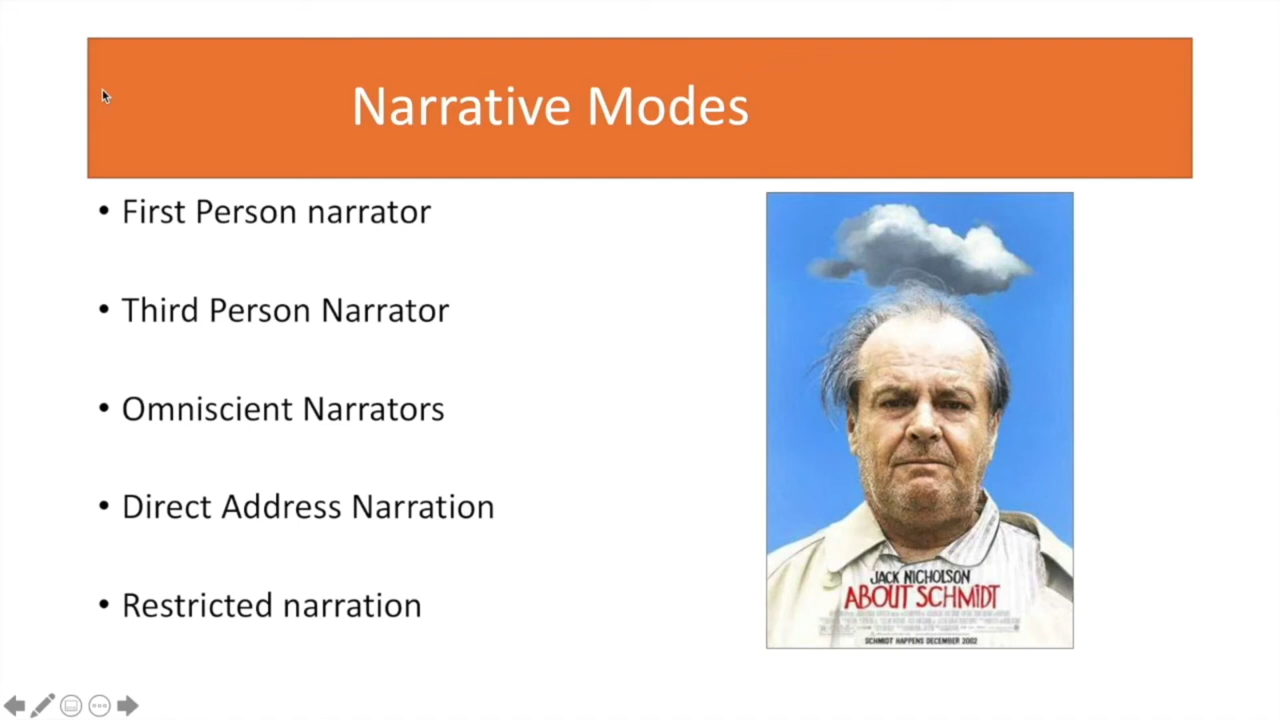 Narrative Modes
• First Person narrator
• Third Person Narrator
• Omniscient Narrators
• Direct Address Narration
• Restricted narration
JACK NICHOLSON
ABOUT SCHMIDT
SCHMIDT HAPPENS DECEMBER 2002